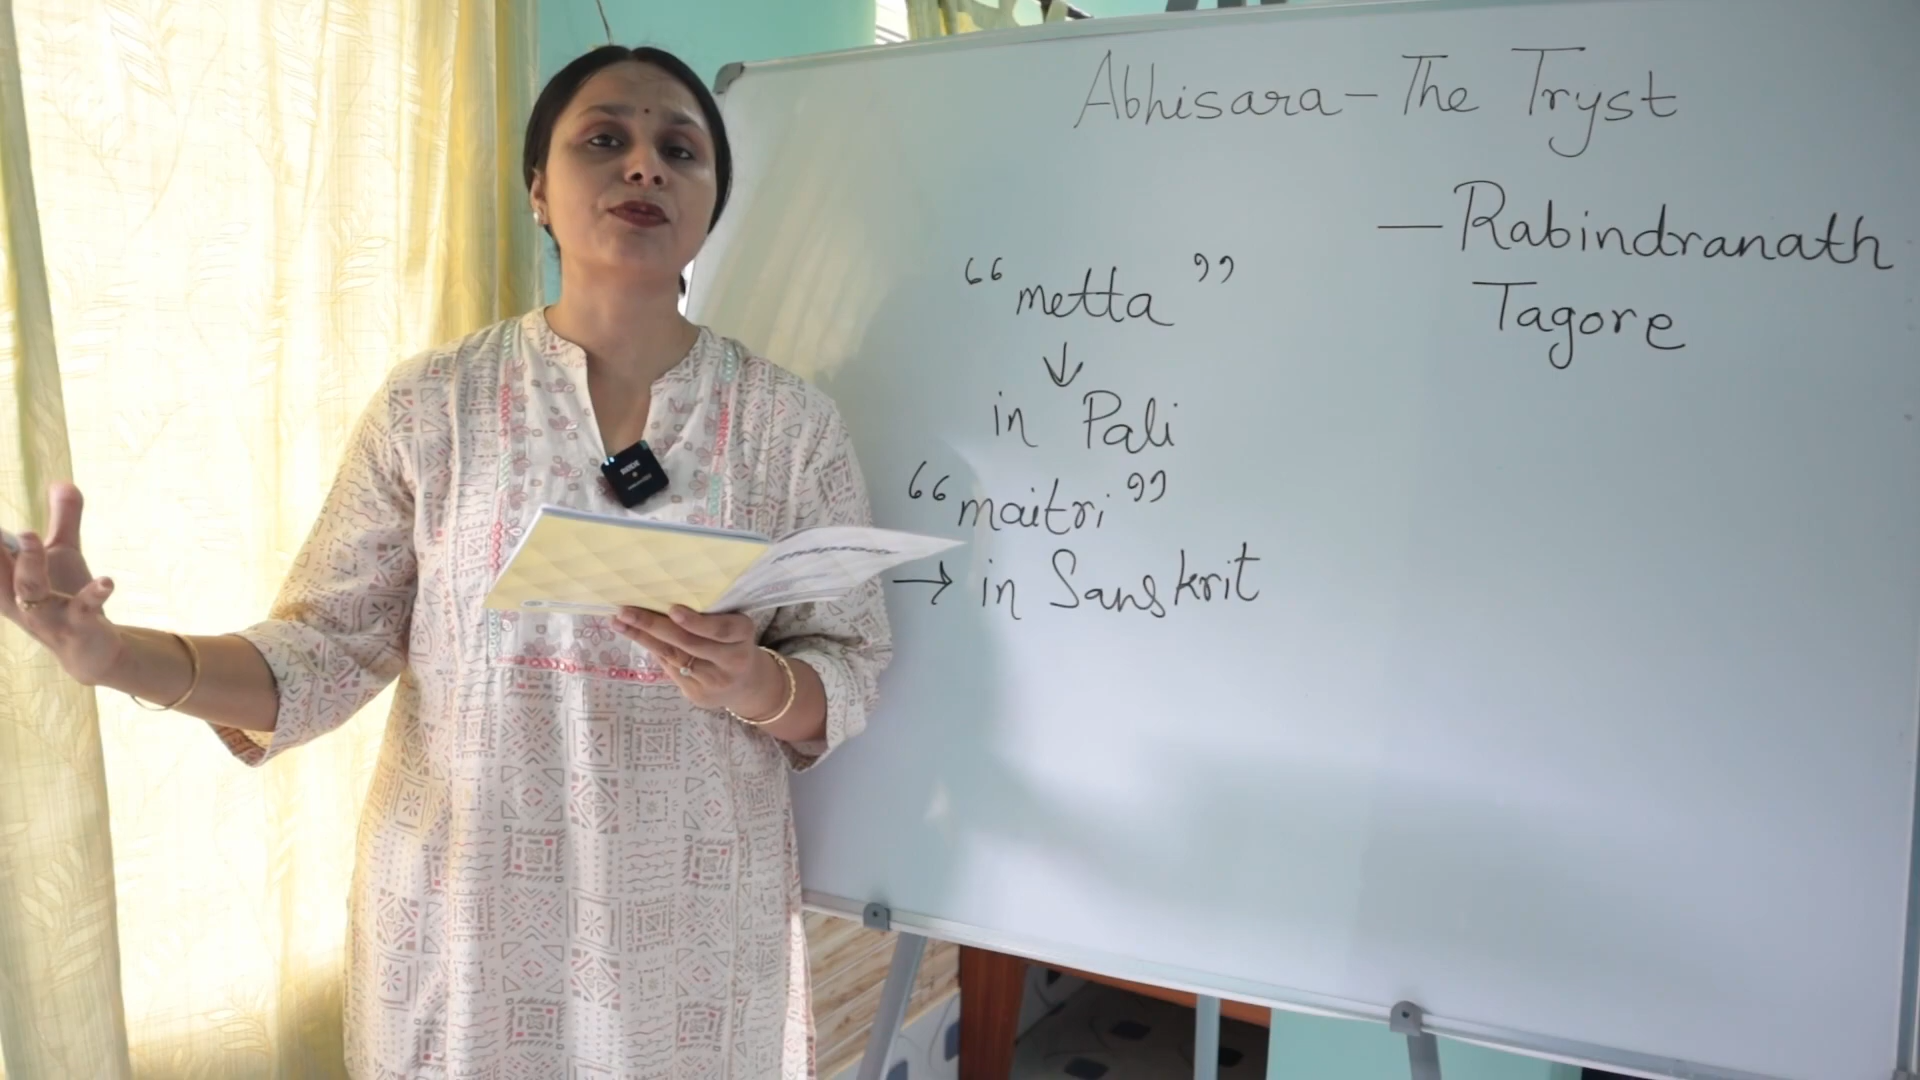 Abhisara - The Tryst
— Rabindranath
Tagore
"metta"
↓
in Pali
"maitri"
→ in Sanskrit